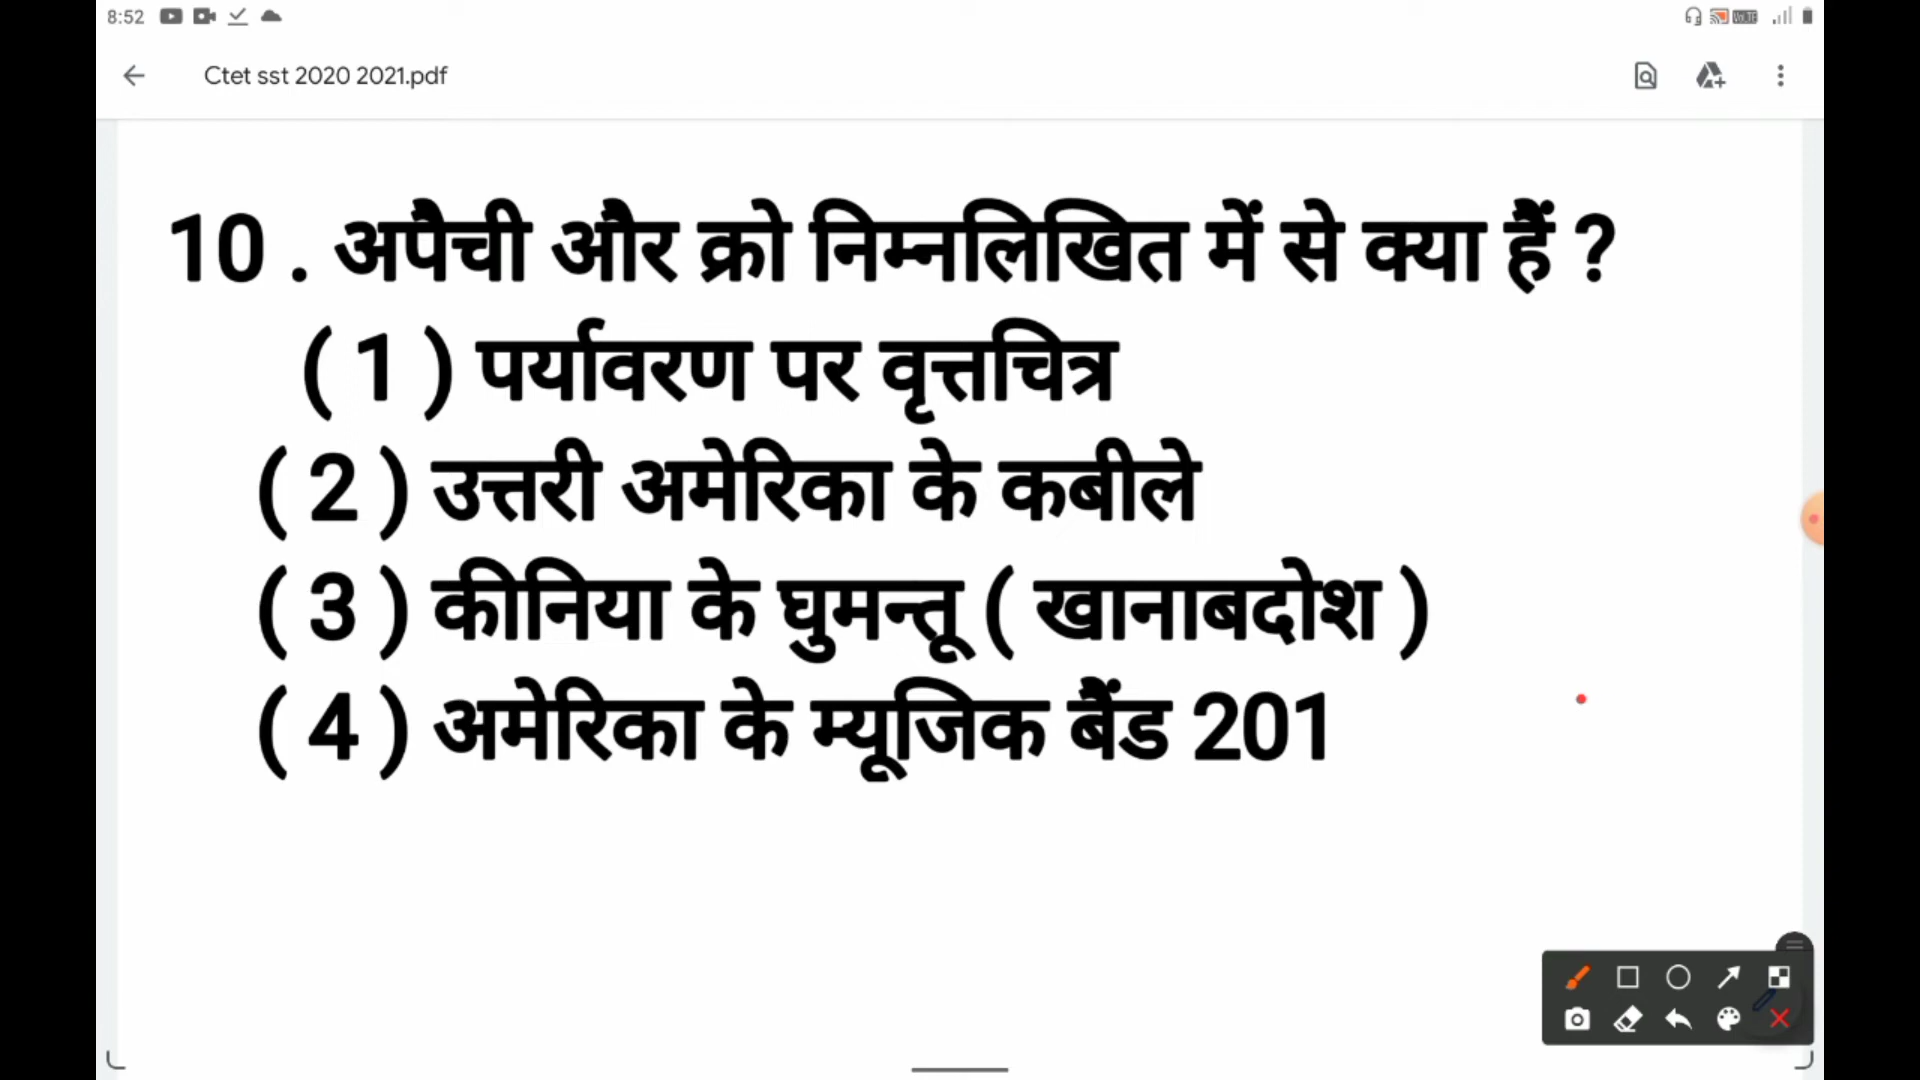 8:52
Ctet sst 2020 2021.pdf
10 . अपैची और क्रो निम्नलिखित में से क्या हैं ?
( 1 ) पर्यावरण पर वृत्तचित्र
( 2 ) उत्तरी अमेरिका के कबीले
( 3 ) कीनिया के घुमन्तू ( खानाबदोश )
( 4 ) अमेरिका के म्यूजिक बैंड 201